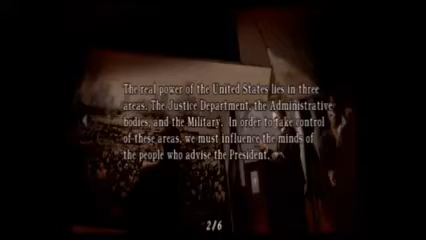 The real power of the United States lies in three
areas. The Justice Department, the Administrative
bodies, and the Military. In order to take control
of these areas, we must influence the minds of
the people who advise the President.
2/6